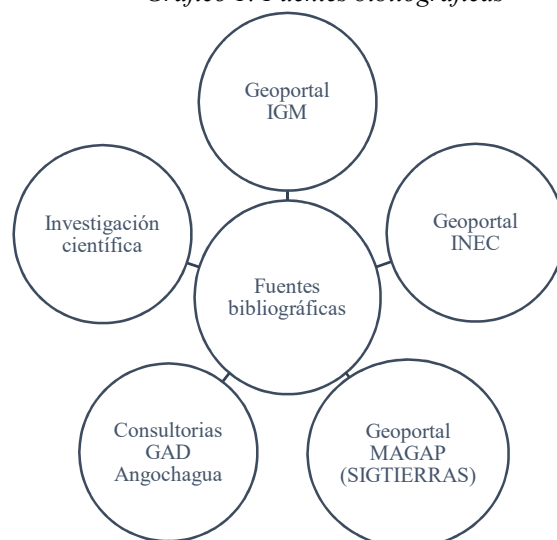 Gráfico 1. Fuentes bibliográficas
Geoportal
IGM
Investigación
científica
Geoportal
INEC
Fuentes
bibliográficas
Consultorias
GAD
Angochagua
Geoportal
MAGAP
(SIGTIERRAS)